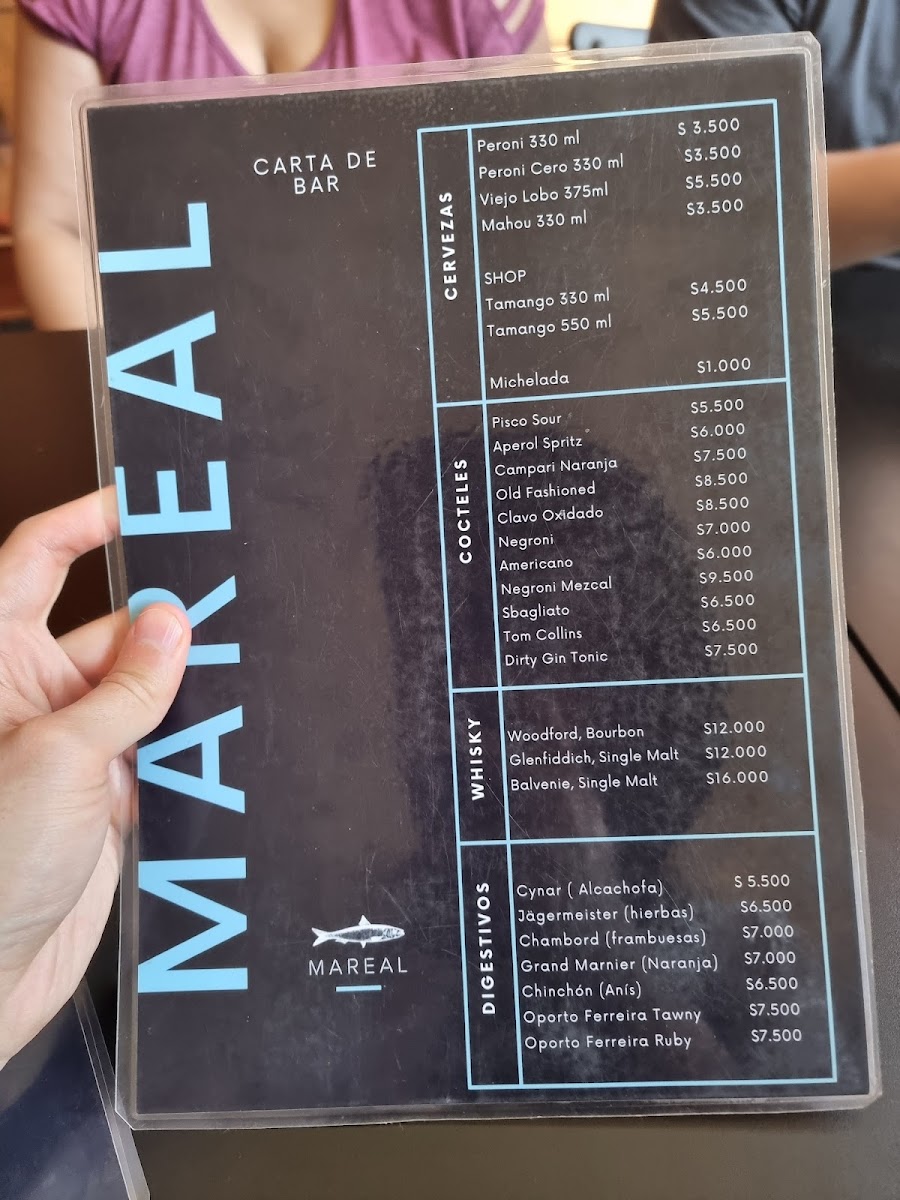 CARTA DE
BAR
MAREAL
MAREAL
CERVEZAS
Peroni 330 ml $ 3.500
Peroni Cero 330 ml $3.500
Viejo Lobo 375ml $5.500
Mahou 330 ml $3.500
SHOP
Tamango 330 ml $4.500
Tamango 550 ml $5.500
Michelada $1.000
COCTELES
Pisco Sour $5.500
Aperol Spritz $6.000
Campari Naranja $7.500
Old Fashioned $8.500
Clavo Oxidado $8.500
Negroni $7.000
Americano $6.000
Negroni Mezcal $9.500
Sbagliato $6.500
Tom Collins $6.500
Dirty Gin Tonic $7.500
WHISKY
Woodford, Bourbon $12.000
Glenfiddich, Single Malt $12.000
Balvenie, Single Malt $16.000
DIGESTIVOS
Cynar ( Alcachofa) $ 5.500
Jägermeister (hierbas) $6.500
Chambord (frambuesas) $7.000
Grand Marnier (Naranja) $7.000
Chinchón (Anís) $6.500
Oporto Ferreira Tawny $7.500
Oporto Ferreira Ruby $7.500